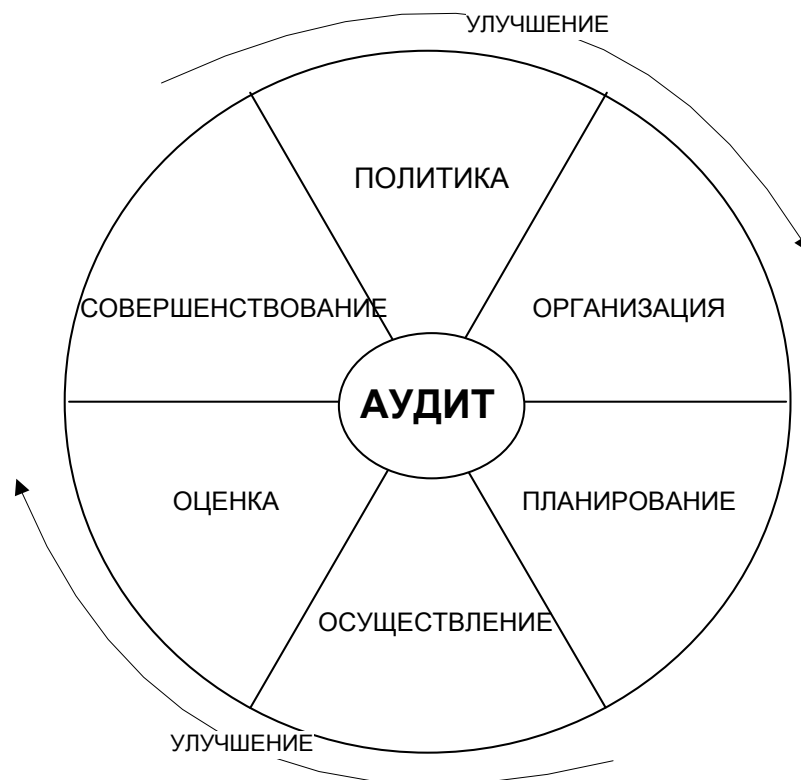 УЛУЧШЕНИЕ
ПОЛИТИКА
СОВЕРШЕНСТВОВАНИЕ
ОРГАНИЗАЦИЯ
АУДИТ
ОЦЕНКА
ПЛАНИРОВАНИЕ
ОСУЩЕСТВЛЕНИЕ
УЛУЧШЕНИЕ